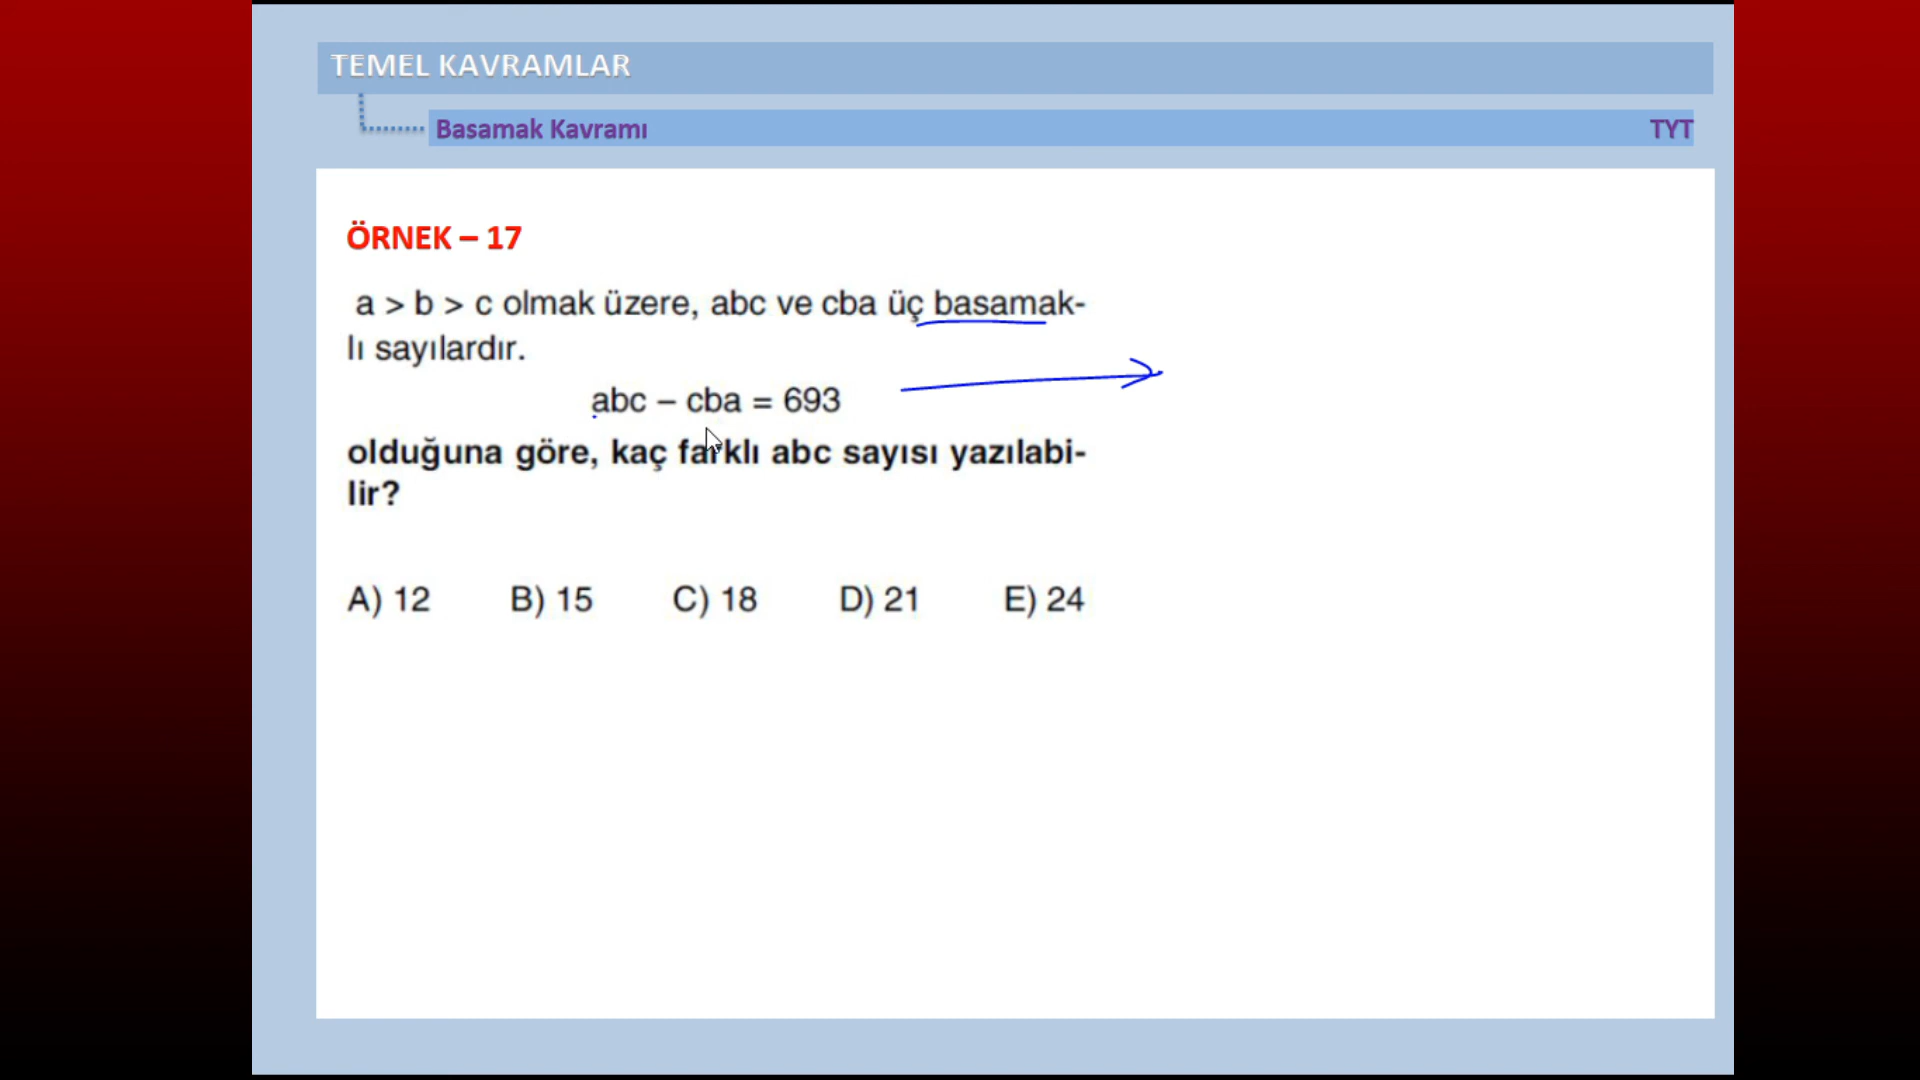 TEMEL KAVRAMLAR
Basamak Kavramı TYT
ÖRNEK – 17
a > b > c olmak üzere, abc ve cba üç basamak-
lı sayılardır.
abc – cba = 693
olduğuna göre, kaç farklı abc sayısı yazılabi-
lir?
A) 12 B) 15 C) 18 D) 21 E) 24